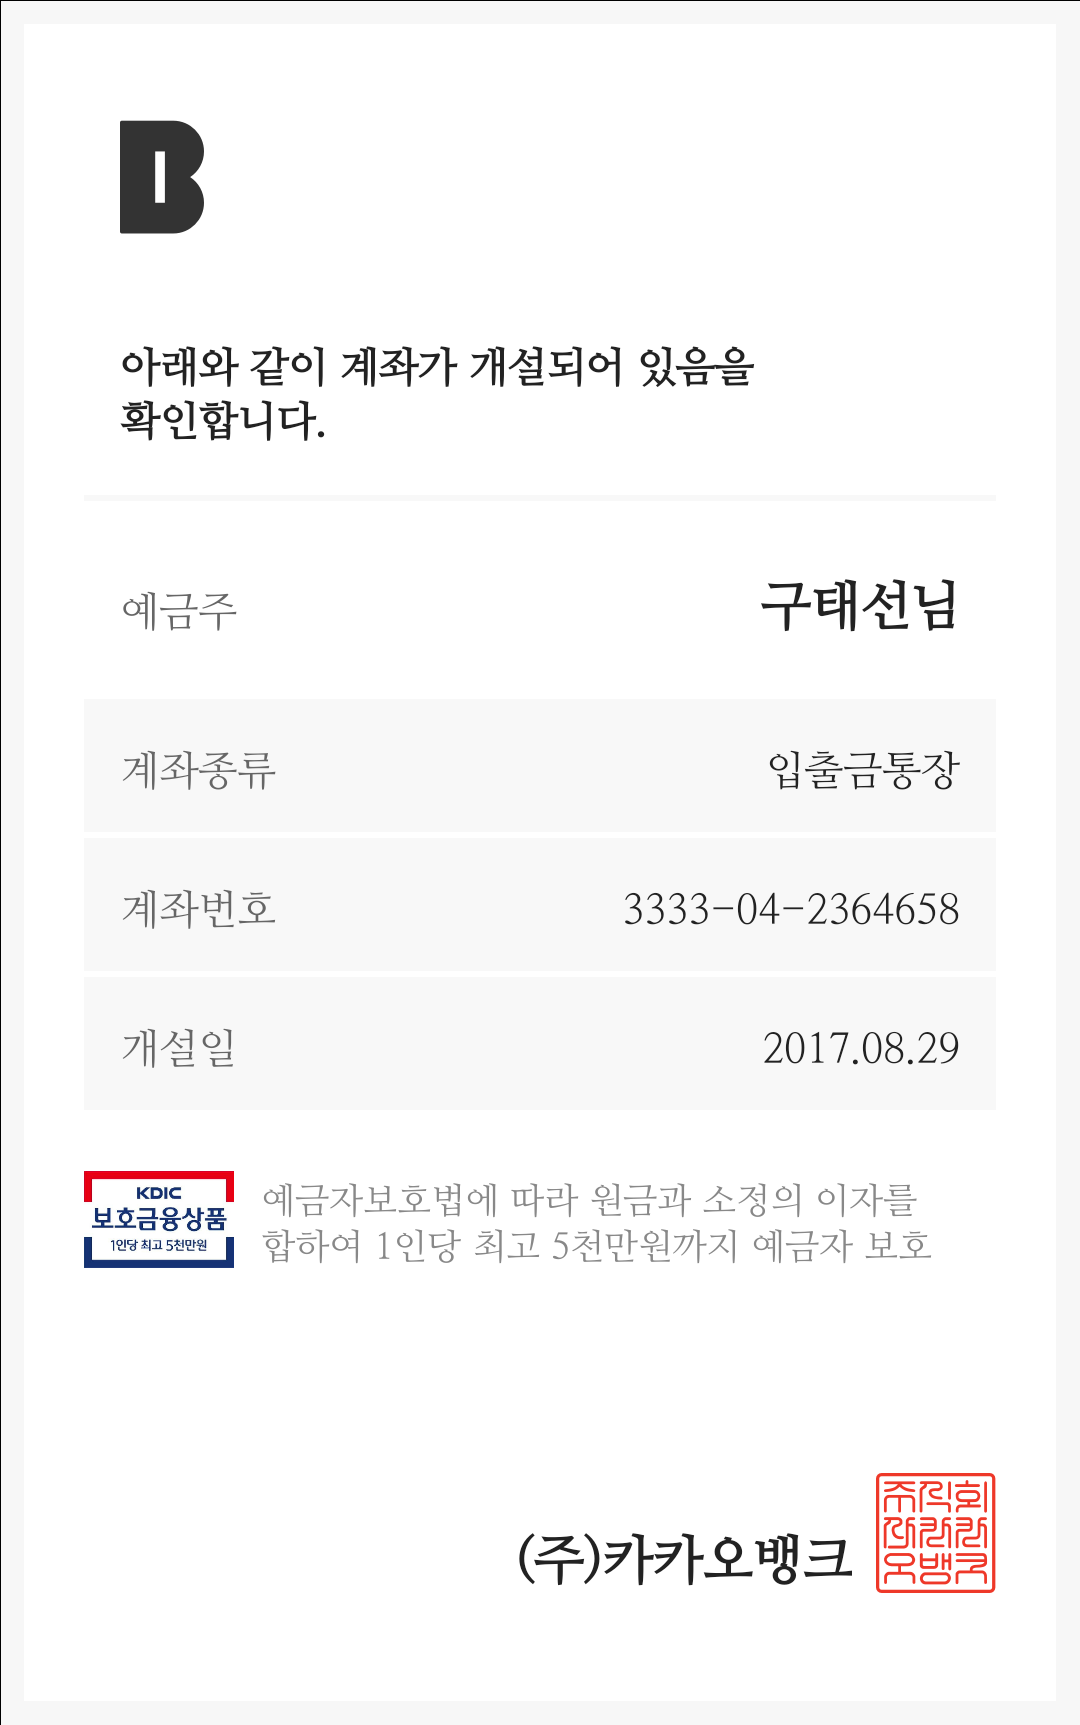 B
아래와 같이 계좌가 개설되어 있음을
확인합니다.
예금주 구태선님
계좌종류 입출금통장
계좌번호 3333-04-2364658
개설일 2017.08.29
KDIC
보호금융상품
1인당 최고 5천만원
예금자보호법에 따라 원금과 소정의 이자를
합하여 1인당 최고 5천만원까지 예금자 보호
(주)카카오뱅크
주식회
사카카
오뱅크